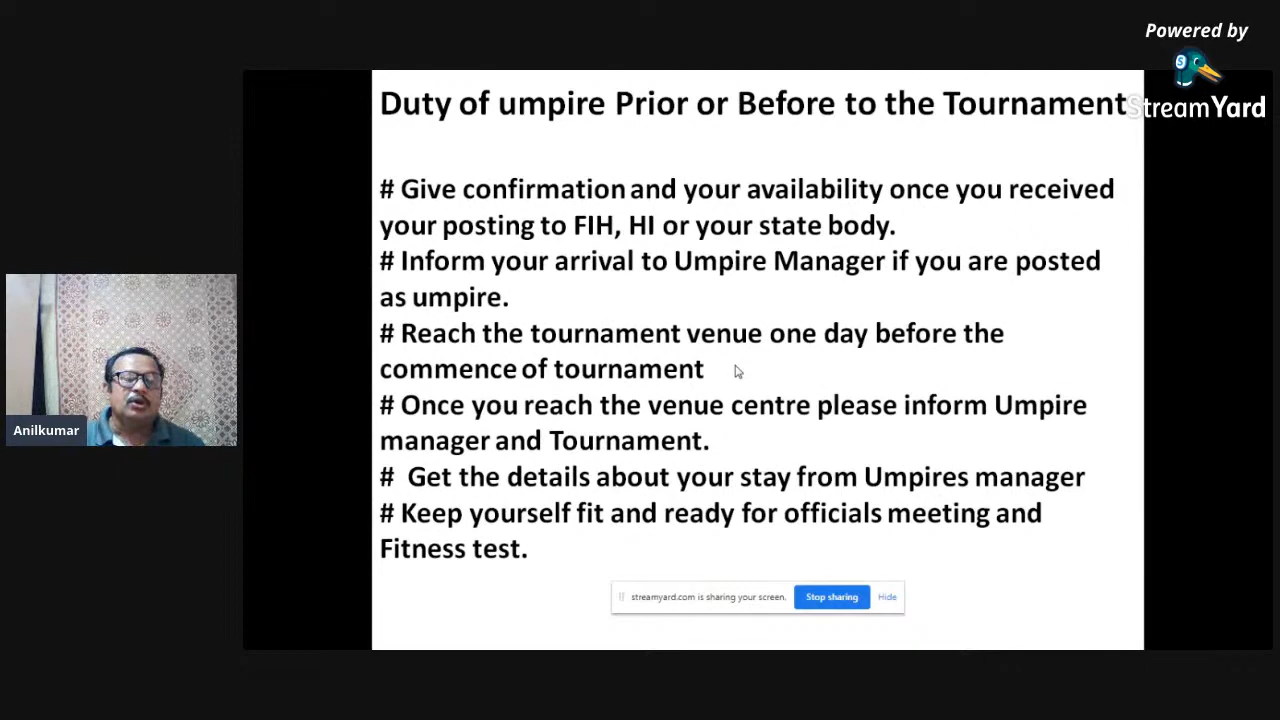 Powered by
StreamYard
Duty of umpire Prior or Before to the Tournament
# Give confirmation and your availability once you received
your posting to FIH, HI or your state body.
# Inform your arrival to Umpire Manager if you are posted
as umpire.
# Reach the tournament venue one day before the
commence of tournament
# Once you reach the venue centre please inform Umpire
manager and Tournament.
# Get the details about your stay from Umpires manager
# Keep yourself fit and ready for officials meeting and
Fitness test.
Anilkumar
streamyard.com is sharing your screen. Stop sharing Hide